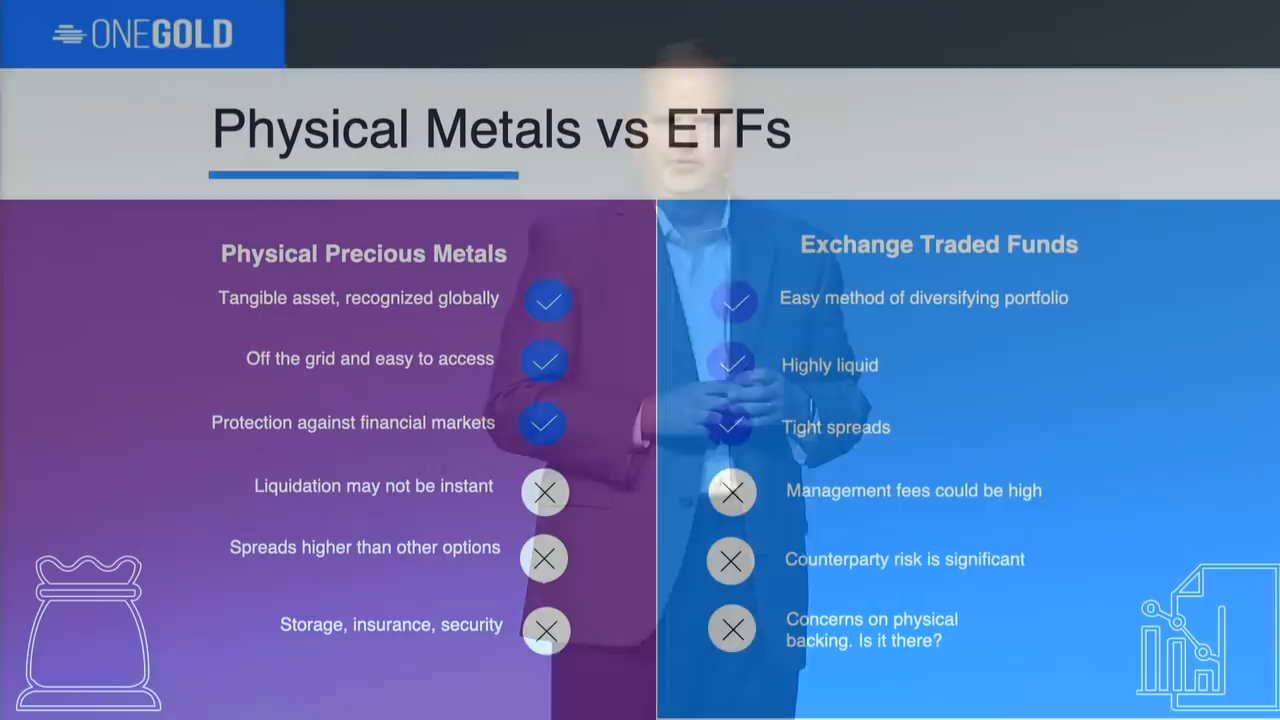 ONEGOLD
Physical Metals vs ETFs
Physical Precious Metals
Tangible asset, recognized globally
Off the grid and easy to access
Protection against financial markets
Liquidation may not be instant
Spreads higher than other options
Storage, insurance, security
Exchange Traded Funds
Easy method of diversifying portfolio
Highly liquid
Tight spreads
Management fees could be high
Counterparty risk is significant
Concerns on physical
backing. Is it there?